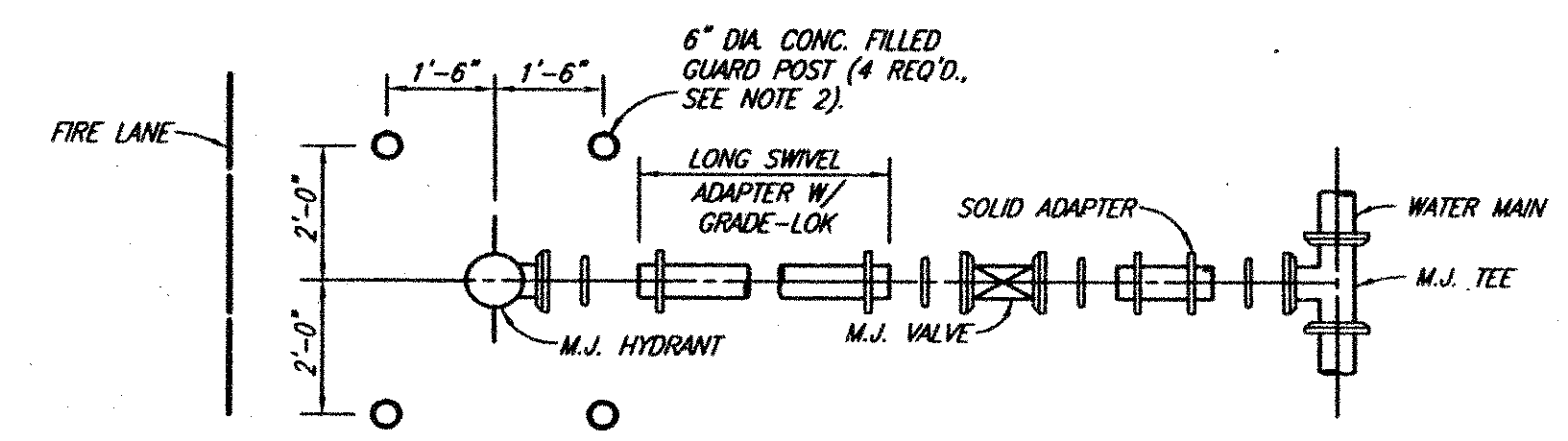 6" DIA. CONC. FILLED
GUARD POST (4 REQ'D.,
SEE NOTE 2).
1'-6"
1'-6"
FIRE LANE
LONG SWIVEL
ADAPTER W/
GRADE-LOK
SOLID ADAPTER
WATER MAIN
2'-0"
M.J. TEE
2'-0"
M.J. HYDRANT
M.J. VALVE